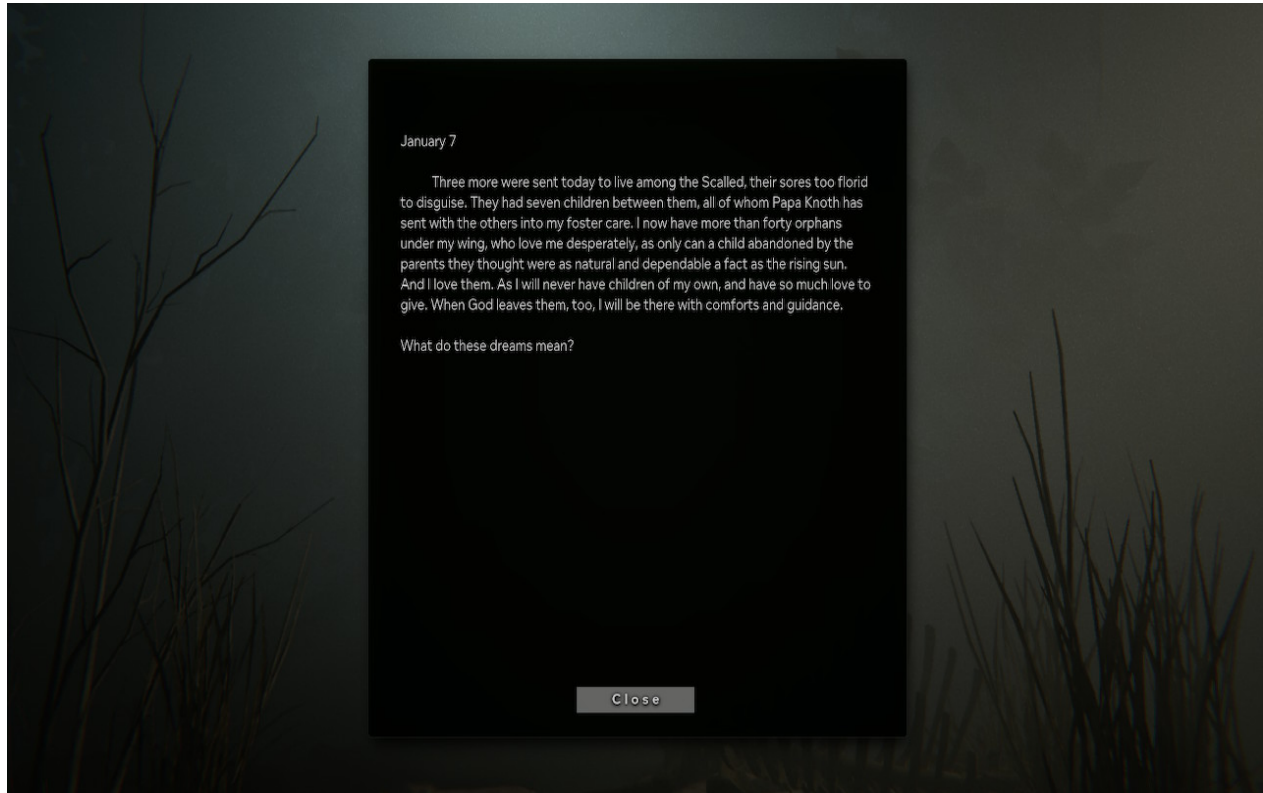 January 7
Three more were sent today to live among the Scalled, their sores too florid
to disguise. They had seven children between them, all of whom Papa Knoth has
sent with the others into my foster care. I now have more than forty orphans
under my wing, who love me desperately, as only can a child abandoned by the
parents they thought were as natural and dependable a fact as the rising sun.
And I love them. As I will never have children of my own, and have so much love to
give. When God leaves them, too, I will be there with comforts and guidance.
What do these dreams mean?
Close